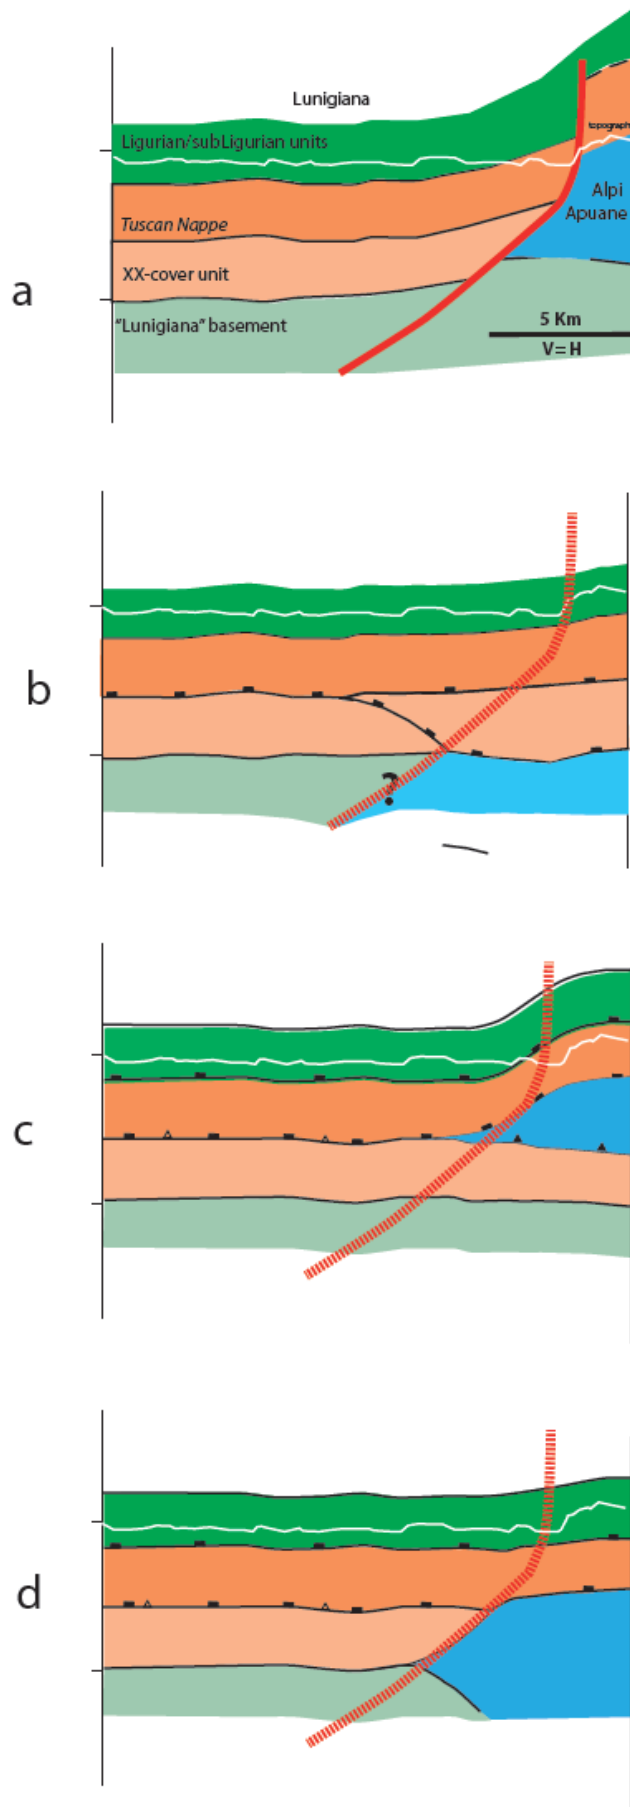 Lunigiana
Ligurian/subLigurian units
topograph
Alpi
Apuane
Tuscan Nappe
XX-cover unit
a
5 Km
V= H
"Lunigiana" basement
b
?
c
d